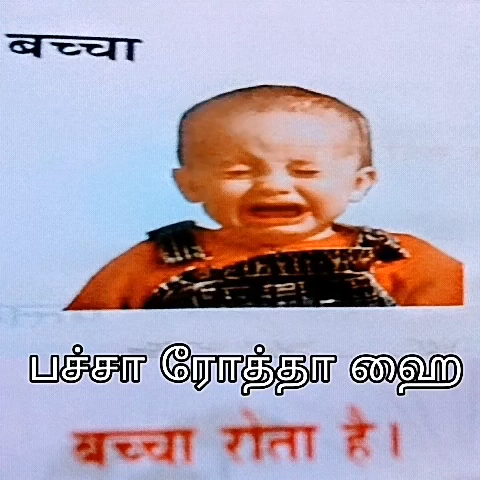 बच्चा
பச்சா ரோத்தா ஹை
बच्चा रोता है।